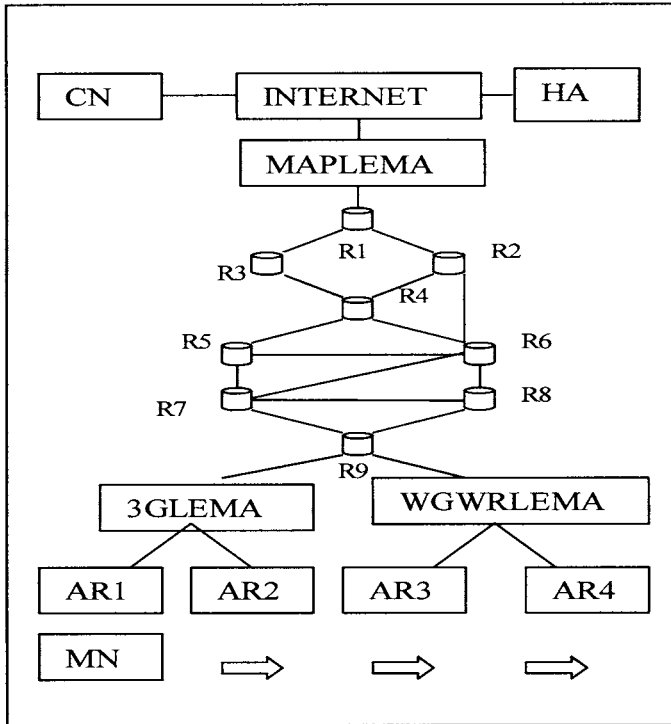 CN INTERNET HA
MAPLEMA
R1 R2
R3
R4
R5 R6
R7 R8
R9
3GLEMA WGWRLEMA
AR1 AR2 AR3 AR4
MN